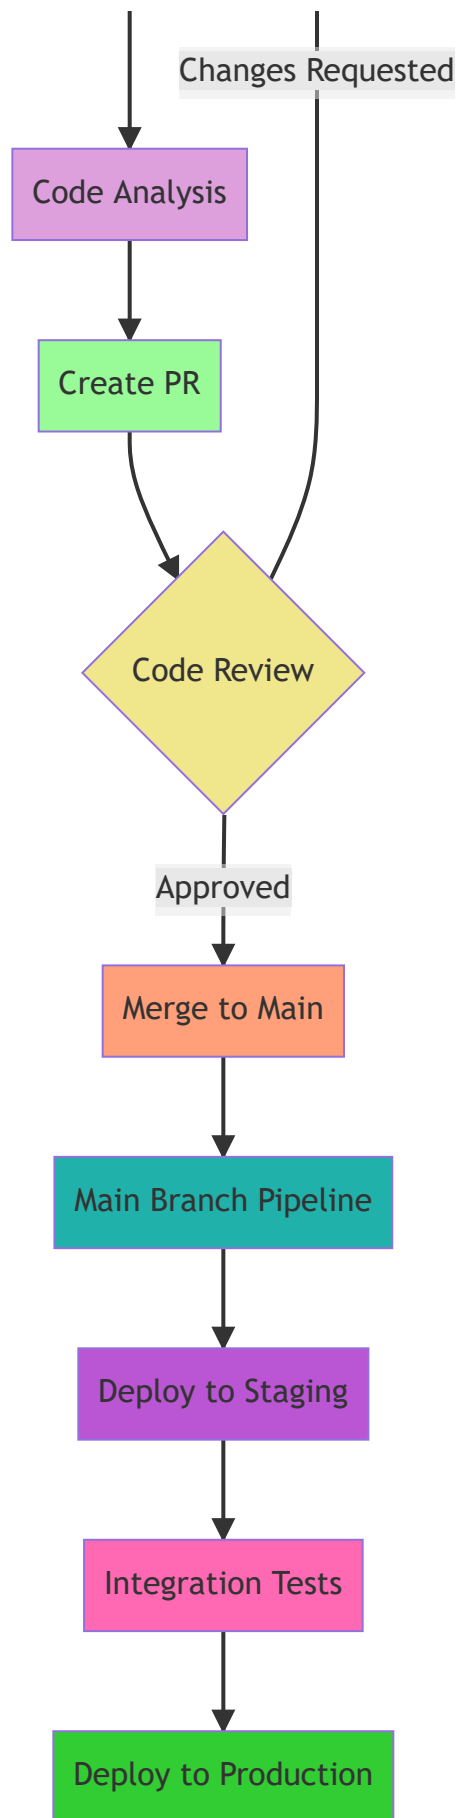 Changes Requested
Code Analysis
Create PR
Code Review
Approved
Merge to Main
Main Branch Pipeline
Deploy to Staging
Integration Tests
Deploy to Production